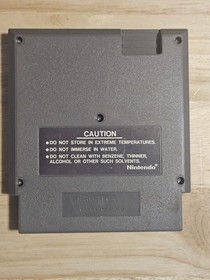 CAUTION
●DO NOT STORE IN EXTREME TEMPERATURES.
●DO NOT IMMERSE IN WATER.
●DO NOT CLEAN WITH BENZENE, THINNER,
ALCOHOL OR OTHER SUCH SOLVENTS.
Nintendo®